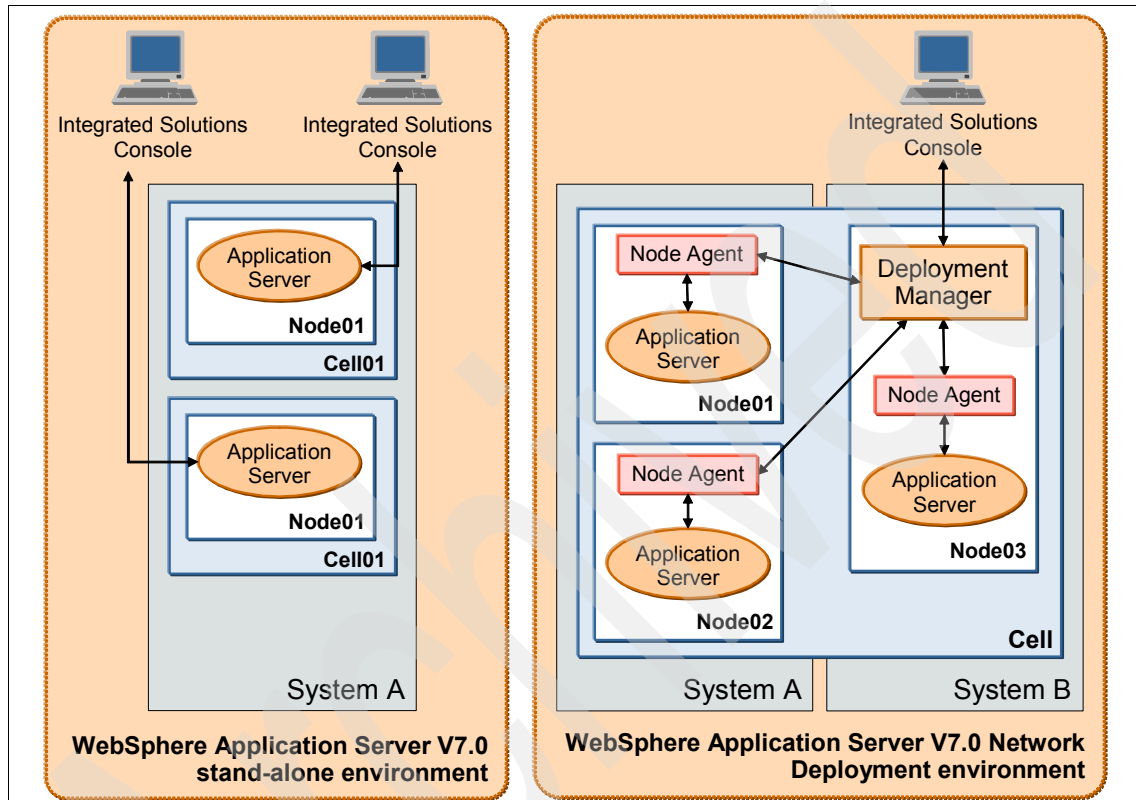 Integrated Solutions
Console
Integrated Solutions
Console
Application
Server
Node01
Cell01
Application
Server
Node01
Cell01
System A
WebSphere Application Server V7.0
stand-alone environment
Integrated Solutions
Console
Node Agent
Application
Server
Node01
Node Agent
Application
Server
Node02
Deployment
Manager
Node Agent
Application
Server
Node03
Cell
System A
System B
WebSphere Application Server V7.0 Network
Deployment environment